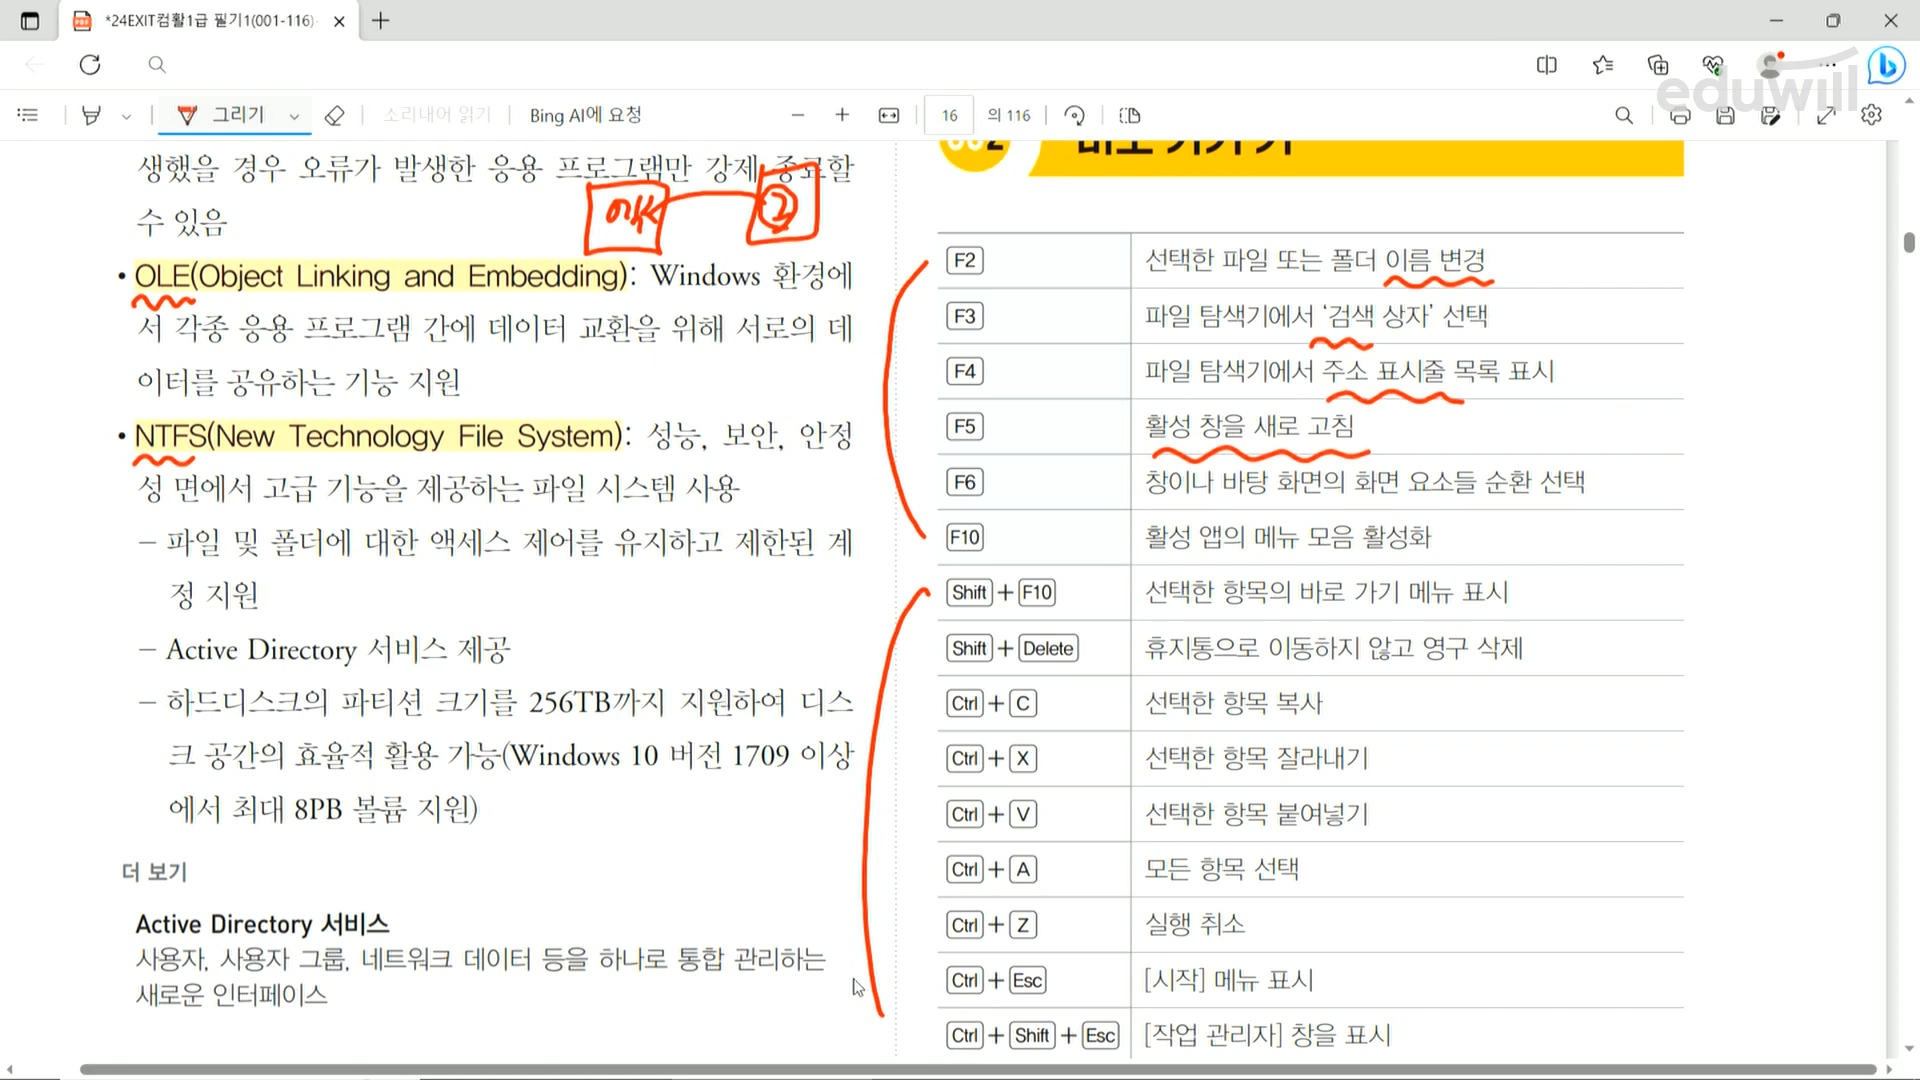 *24EXIT컴활1급 필기1(001-116)
eduwill
그리기
소리내어 읽기
Bing AI에 요청
16
의 116
생했을 경우 오류가 발생한 응용 프로그램만 강제 종료할
수 있음
2
• OLE(Object Linking and Embedding): Windows 환경에
서 각종 응용 프로그램 간에 데이터 교환을 위해 서로의 데
이터를 공유하는 기능 지원
• NTFS(New Technology File System): 성능, 보안, 안정
성 면에서 고급 기능을 제공하는 파일 시스템 사용
– 파일 및 폴더에 대한 액세스 제어를 유지하고 제한된 계
정 지원
– Active Directory 서비스 제공
– 하드디스크의 파티션 크기를 256TB까지 지원하여 디스
크 공간의 효율적 활용 가능(Windows 10 버전 1709 이상
에서 최대 8PB 볼륨 지원)
더 보기
Active Directory 서비스
사용자, 사용자 그룹, 네트워크 데이터 등을 하나로 통합 관리하는
새로운 인터페이스
002 바로 가기 키
F2 선택한 파일 또는 폴더 이름 변경
F3 파일 탐색기에서 ‘검색 상자’ 선택
F4 파일 탐색기에서 주소 표시줄 목록 표시
F5 활성 창을 새로 고침
F6 창이나 바탕 화면의 화면 요소들 순환 선택
F10 활성 앱의 메뉴 모음 활성화
Shift + F10 선택한 항목의 바로 가기 메뉴 표시
Shift + Delete 휴지통으로 이동하지 않고 영구 삭제
Ctrl + C 선택한 항목 복사
Ctrl + X 선택한 항목 잘라내기
Ctrl + V 선택한 항목 붙여넣기
Ctrl + A 모든 항목 선택
Ctrl + Z 실행 취소
Ctrl + Esc [시작] 메뉴 표시
Ctrl + Shift + Esc [작업 관리자] 창을 표시